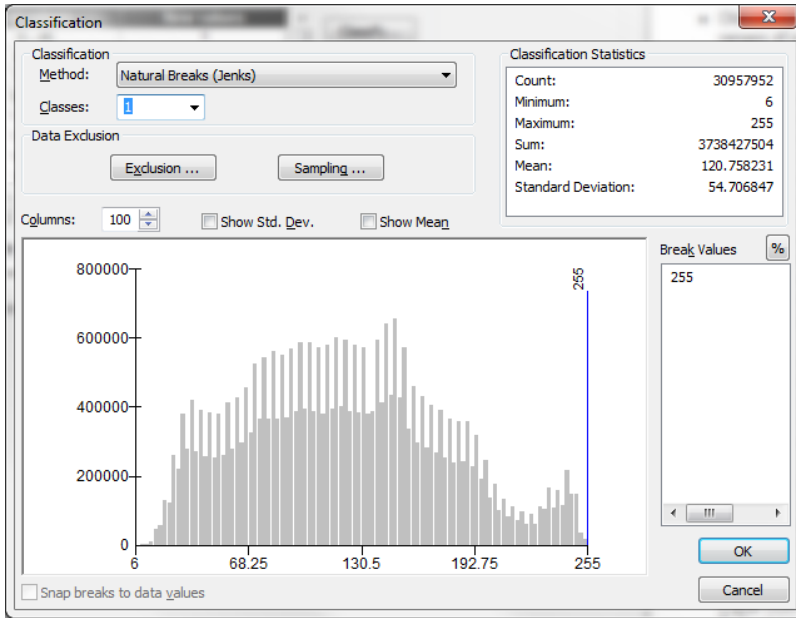 Classification
Classification
Method: Natural Breaks (Jenks)
Classes: 1
Data Exclusion
Exclusion ... Sampling ...
Classification Statistics
Count: 30957952
Minimum: 6
Maximum: 255
Sum: 3738427504
Mean: 120.758231
Standard Deviation: 54.706847
Columns: 100 Show Std. Dev. Show Mean
Break Values %
255
800000
600000
400000
200000
0
6 68.25 130.5 192.75 255
255
OK
Cancel
Snap breaks to data values